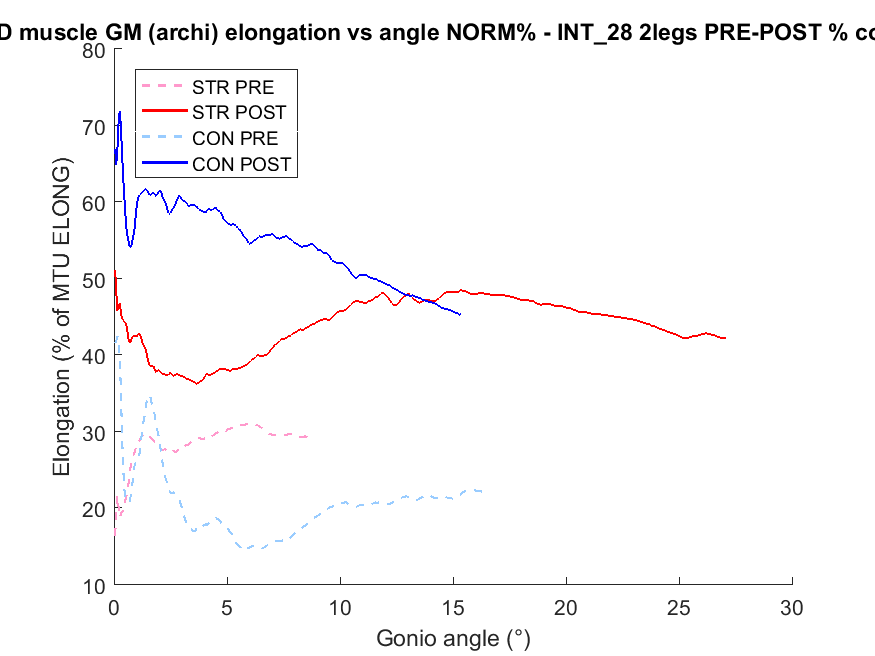 D muscle GM (archi) elongation vs angle NORM% - INT_28 2legs PRE-POST % co
80
70
60
50
40
30
20
10
Elongation (% of MTU ELONG)
STR PRE
STR POST
CON PRE
CON POST
0 5 10 15 20 25 30
Gonio angle (°)